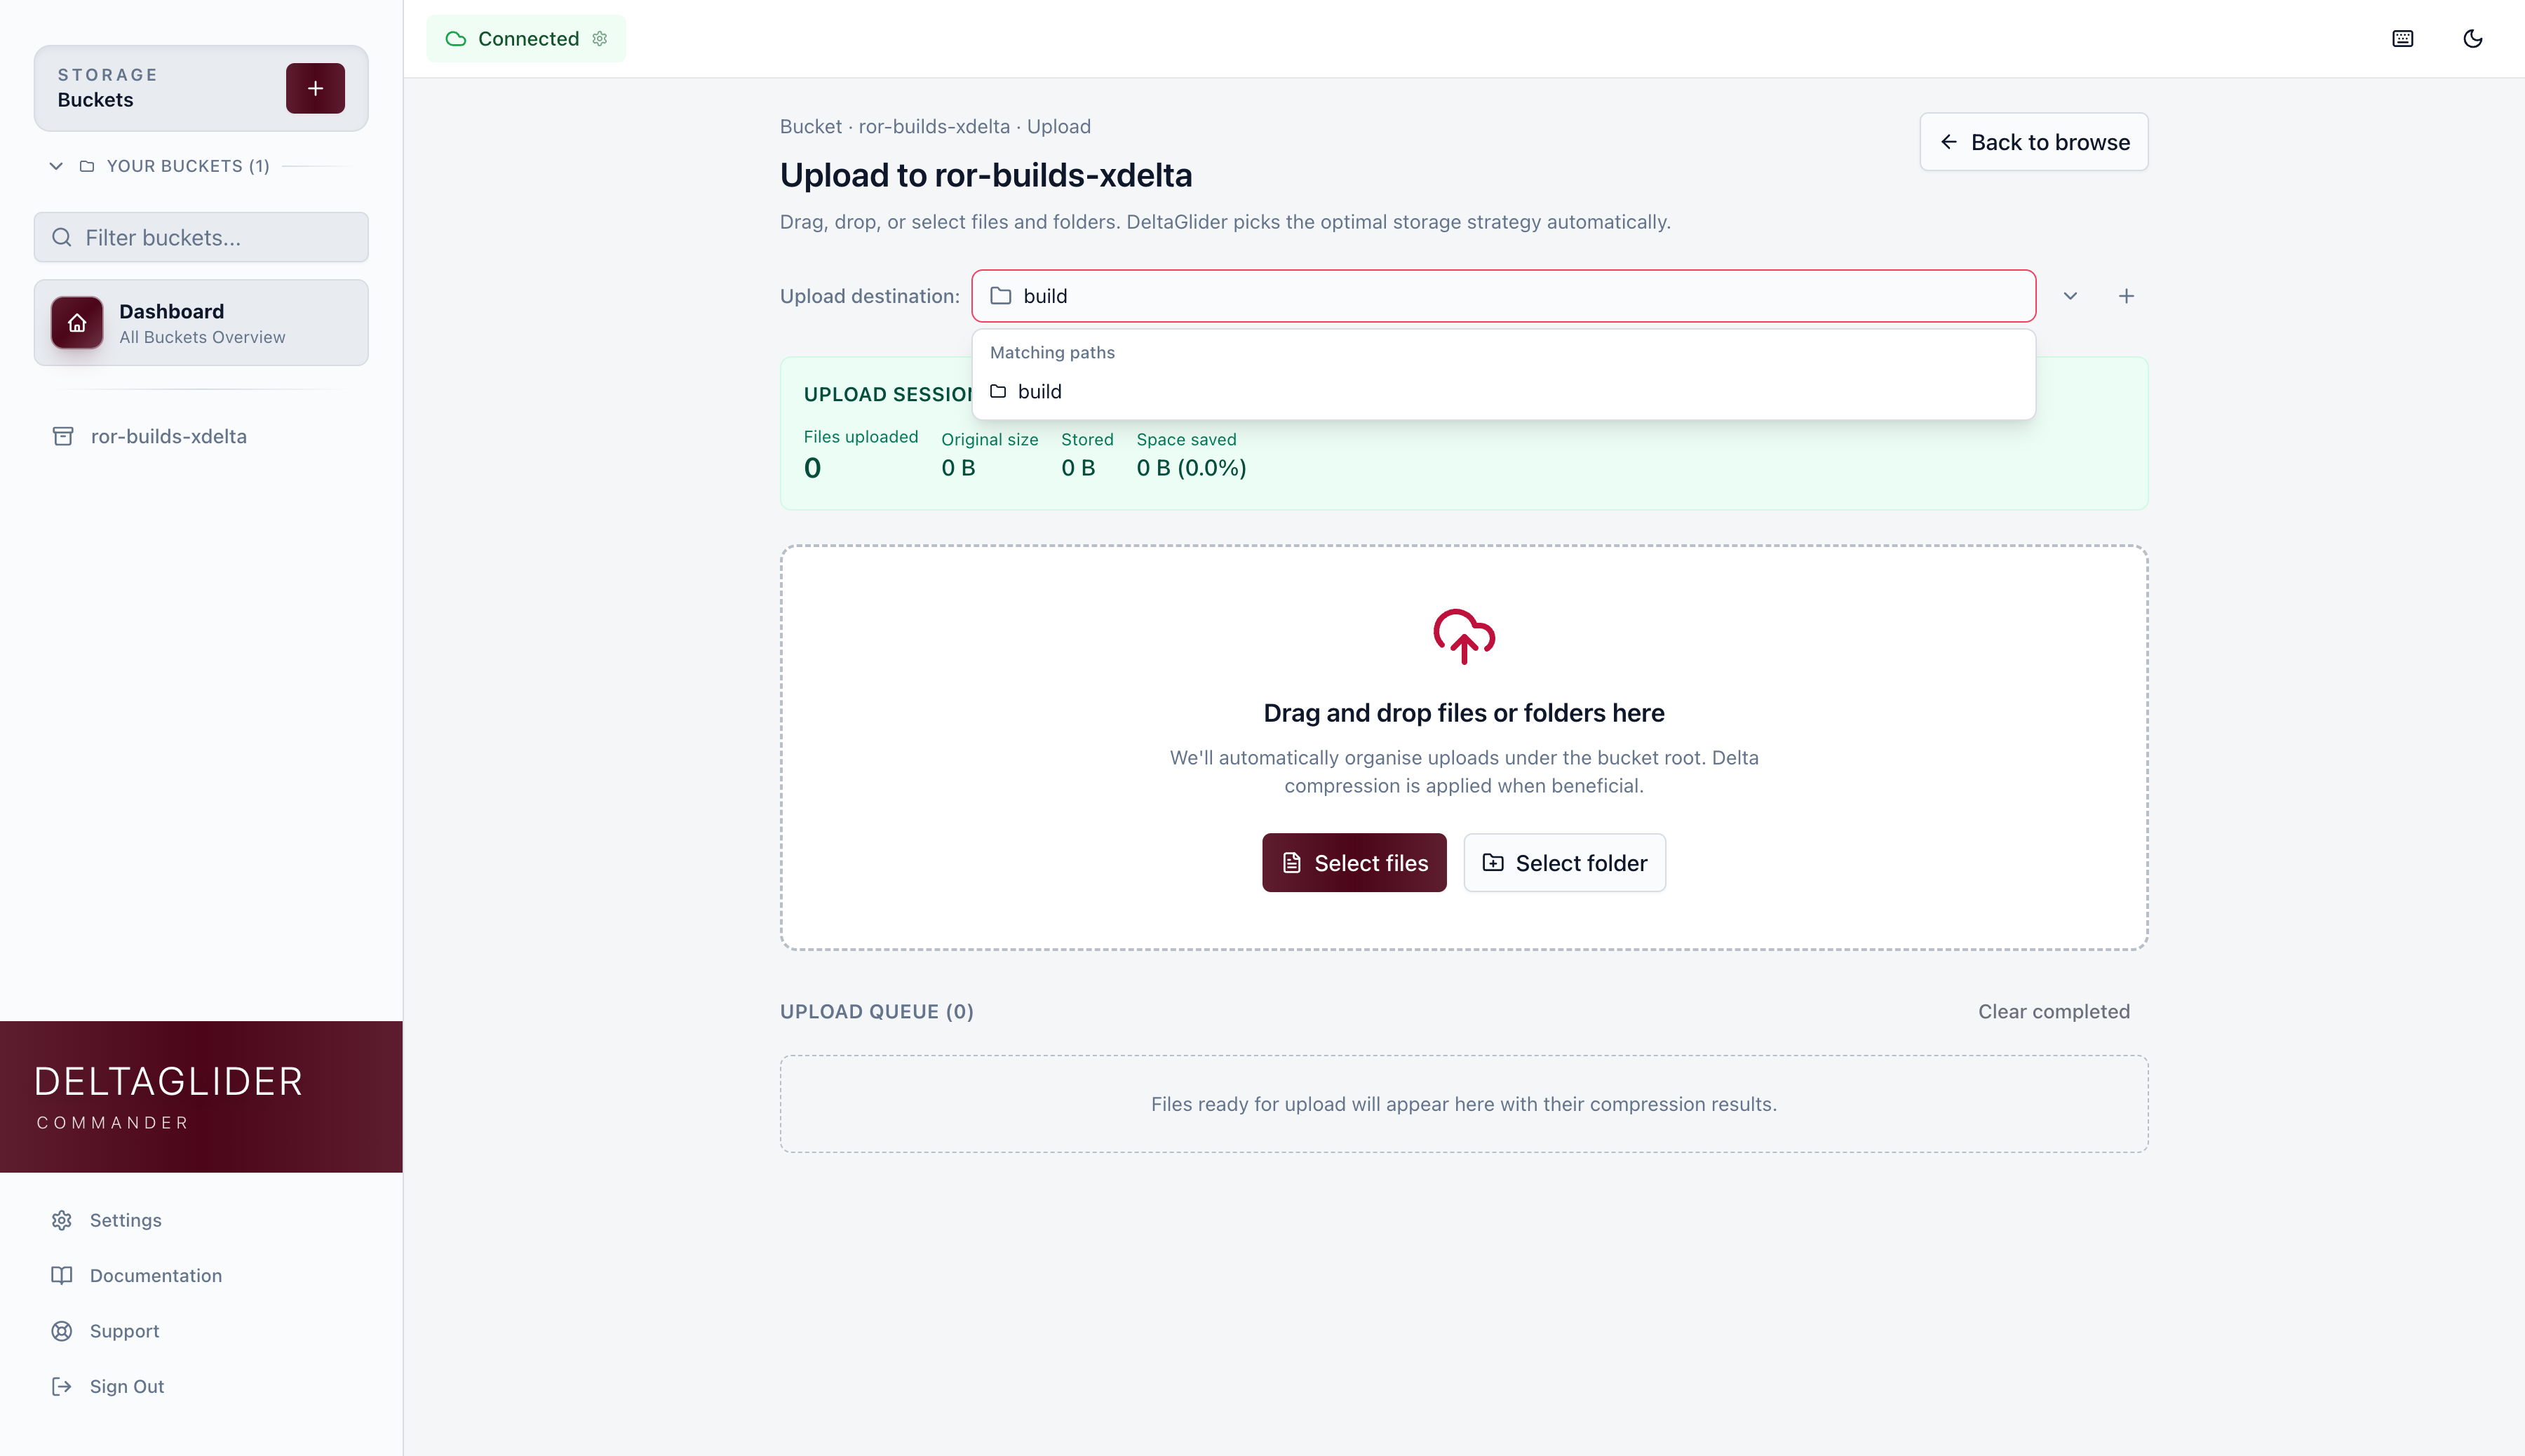 STORAGE
Buckets
YOUR BUCKETS (1)
Filter buckets...
Dashboard
All Buckets Overview
ror-builds-xdelta
DELTAGLIDER
COMMANDER
Settings
Documentation
Support
Sign Out
Connected
Bucket · ror-builds-xdelta · Upload
Back to browse
Upload to ror-builds-xdelta
Drag, drop, or select files and folders. DeltaGlider picks the optimal storage strategy automatically.
Upload destination: build
Matching paths
build
UPLOAD SESSION
Files uploaded Original size Stored Space saved
0 0 B 0 B 0 B (0.0%)
Drag and drop files or folders here
We'll automatically organise uploads under the bucket root. Delta
compression is applied when beneficial.
Select files Select folder
UPLOAD QUEUE (0) Clear completed
Files ready for upload will appear here with their compression results.